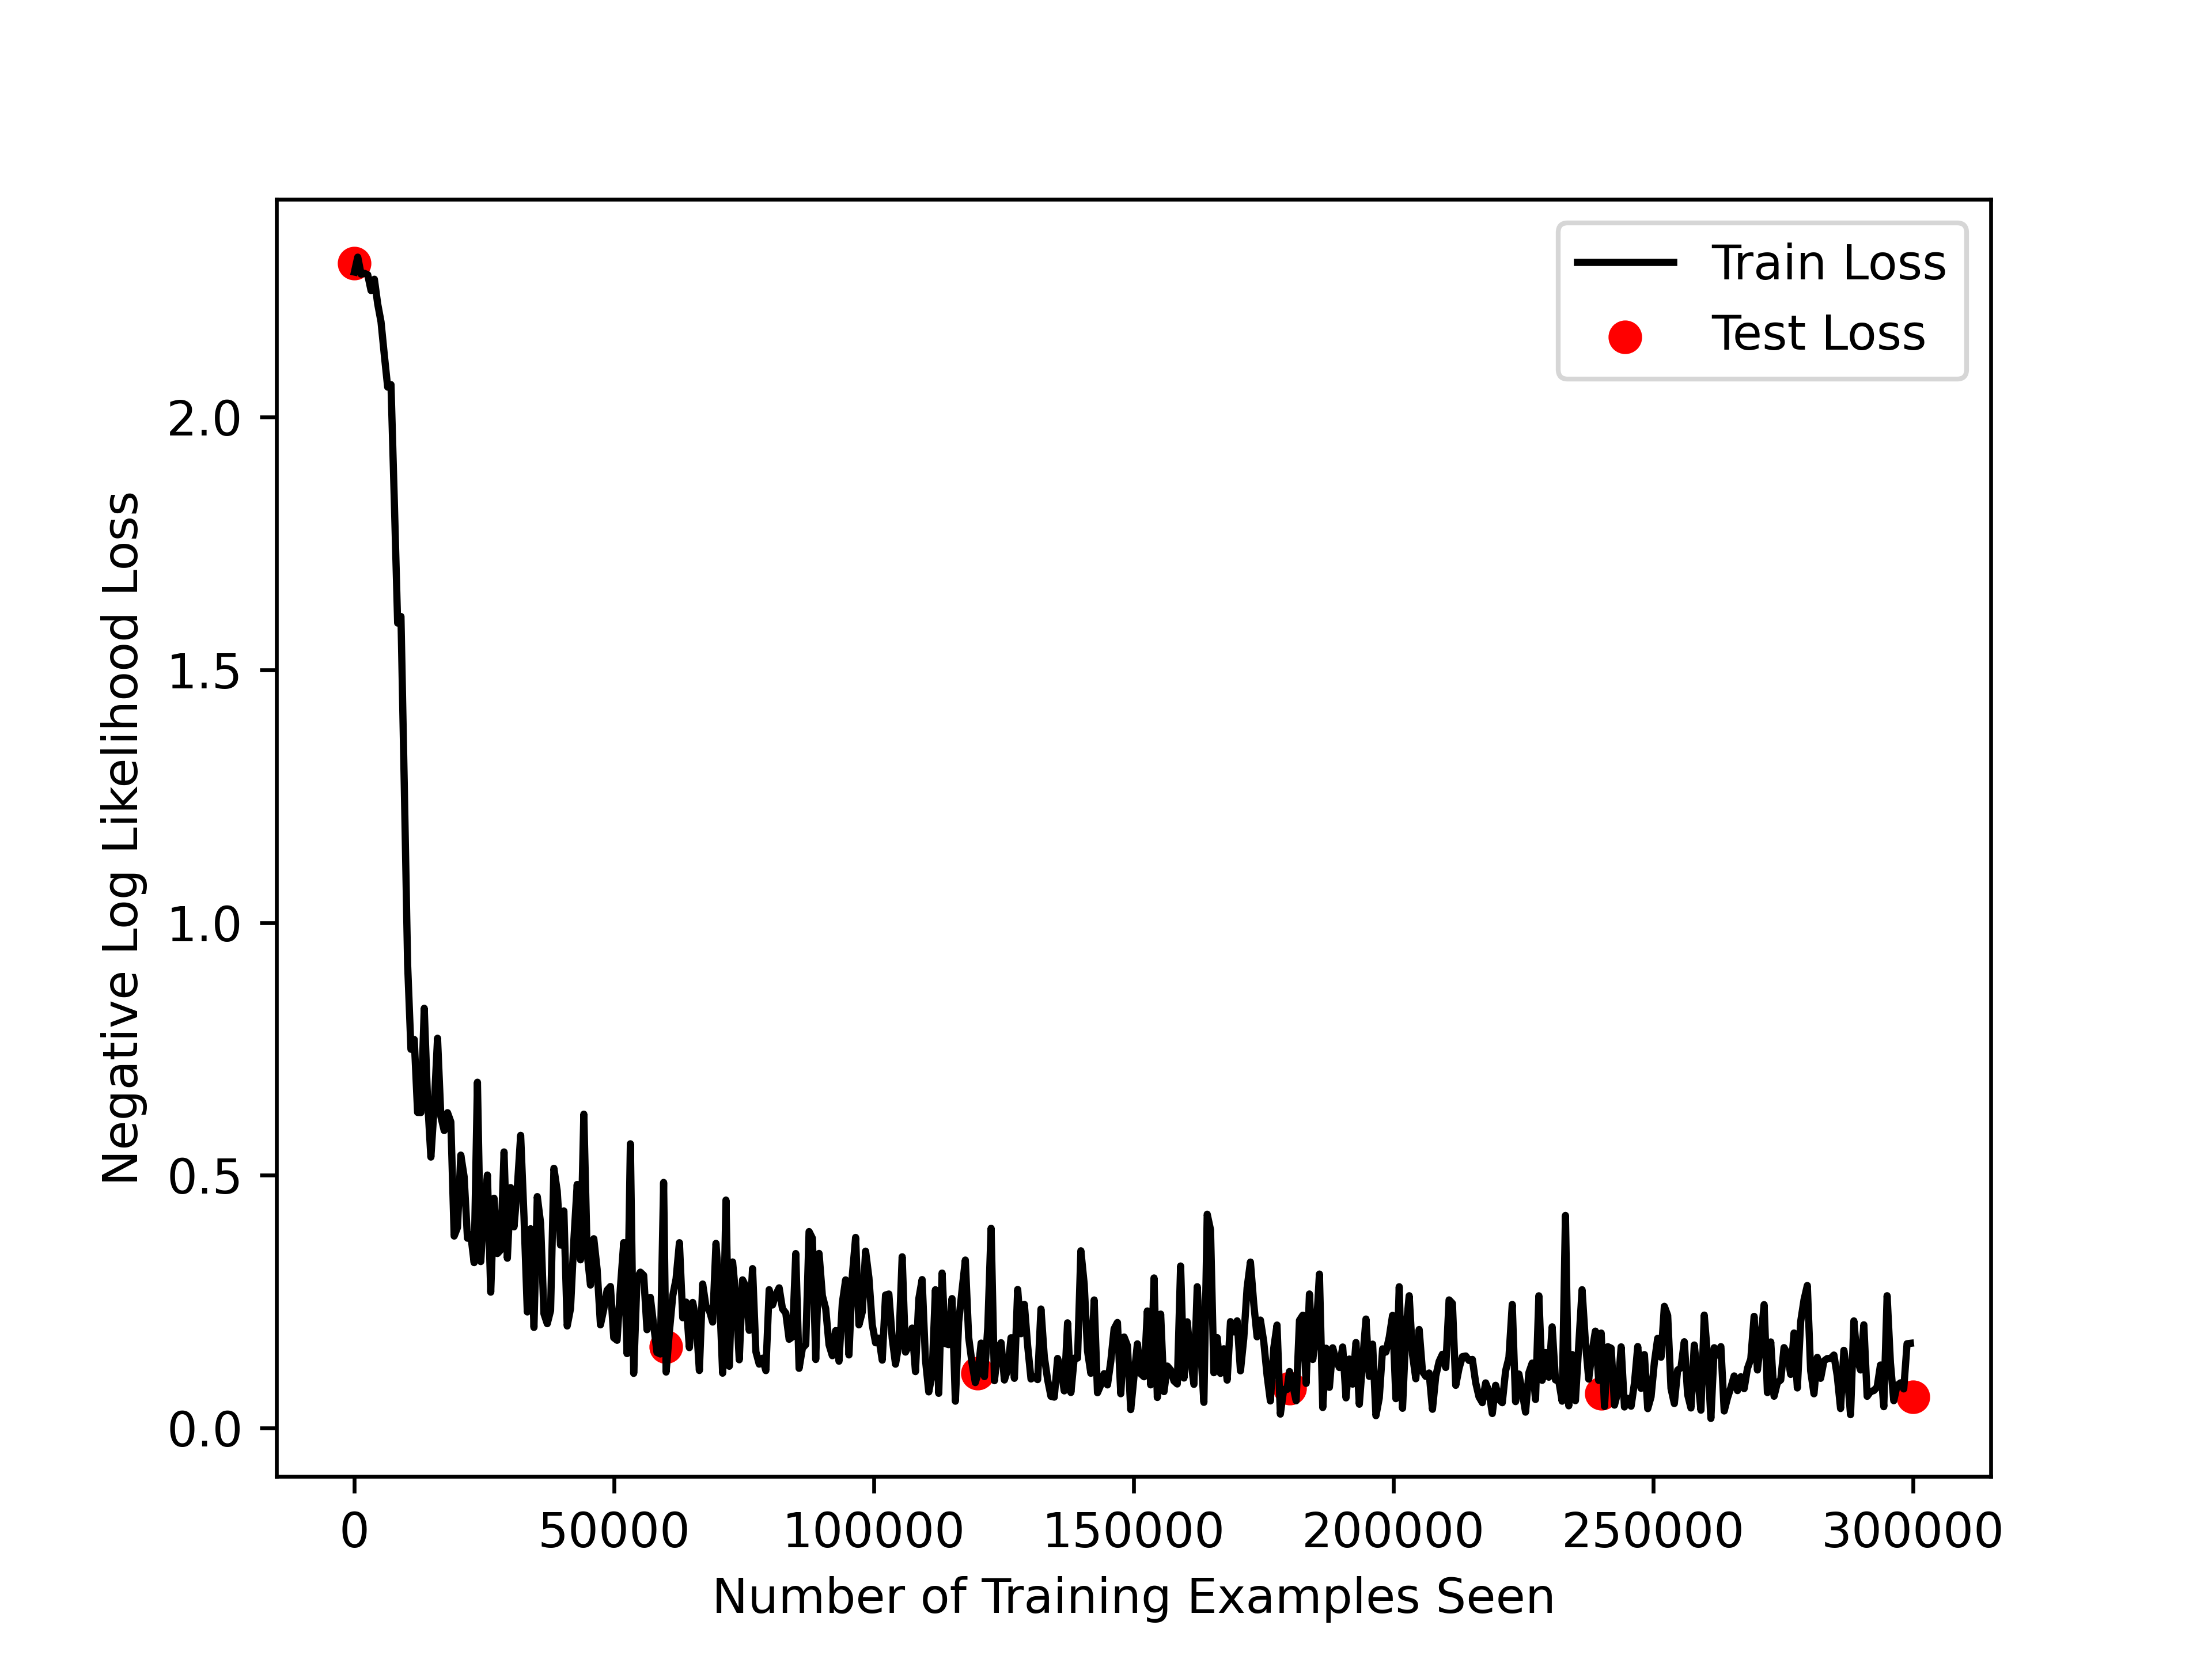 Train Loss
Test Loss
Negative Log Likelihood Loss
2.0
1.5
1.0
0.5
0.0
0 50000 100000 150000 200000 250000 300000
Number of Training Examples Seen